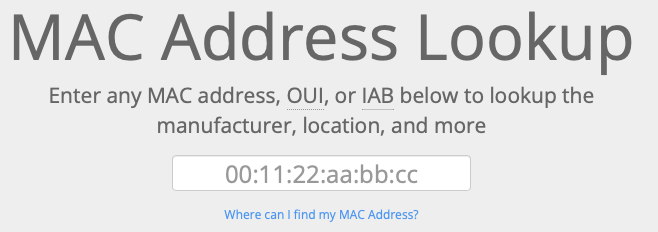 MAC Address Lookup
Enter any MAC address, OUI, or IAB below to lookup the
manufacturer, location, and more
00:11:22:aa:bb:cc
Where can I find my MAC Address?